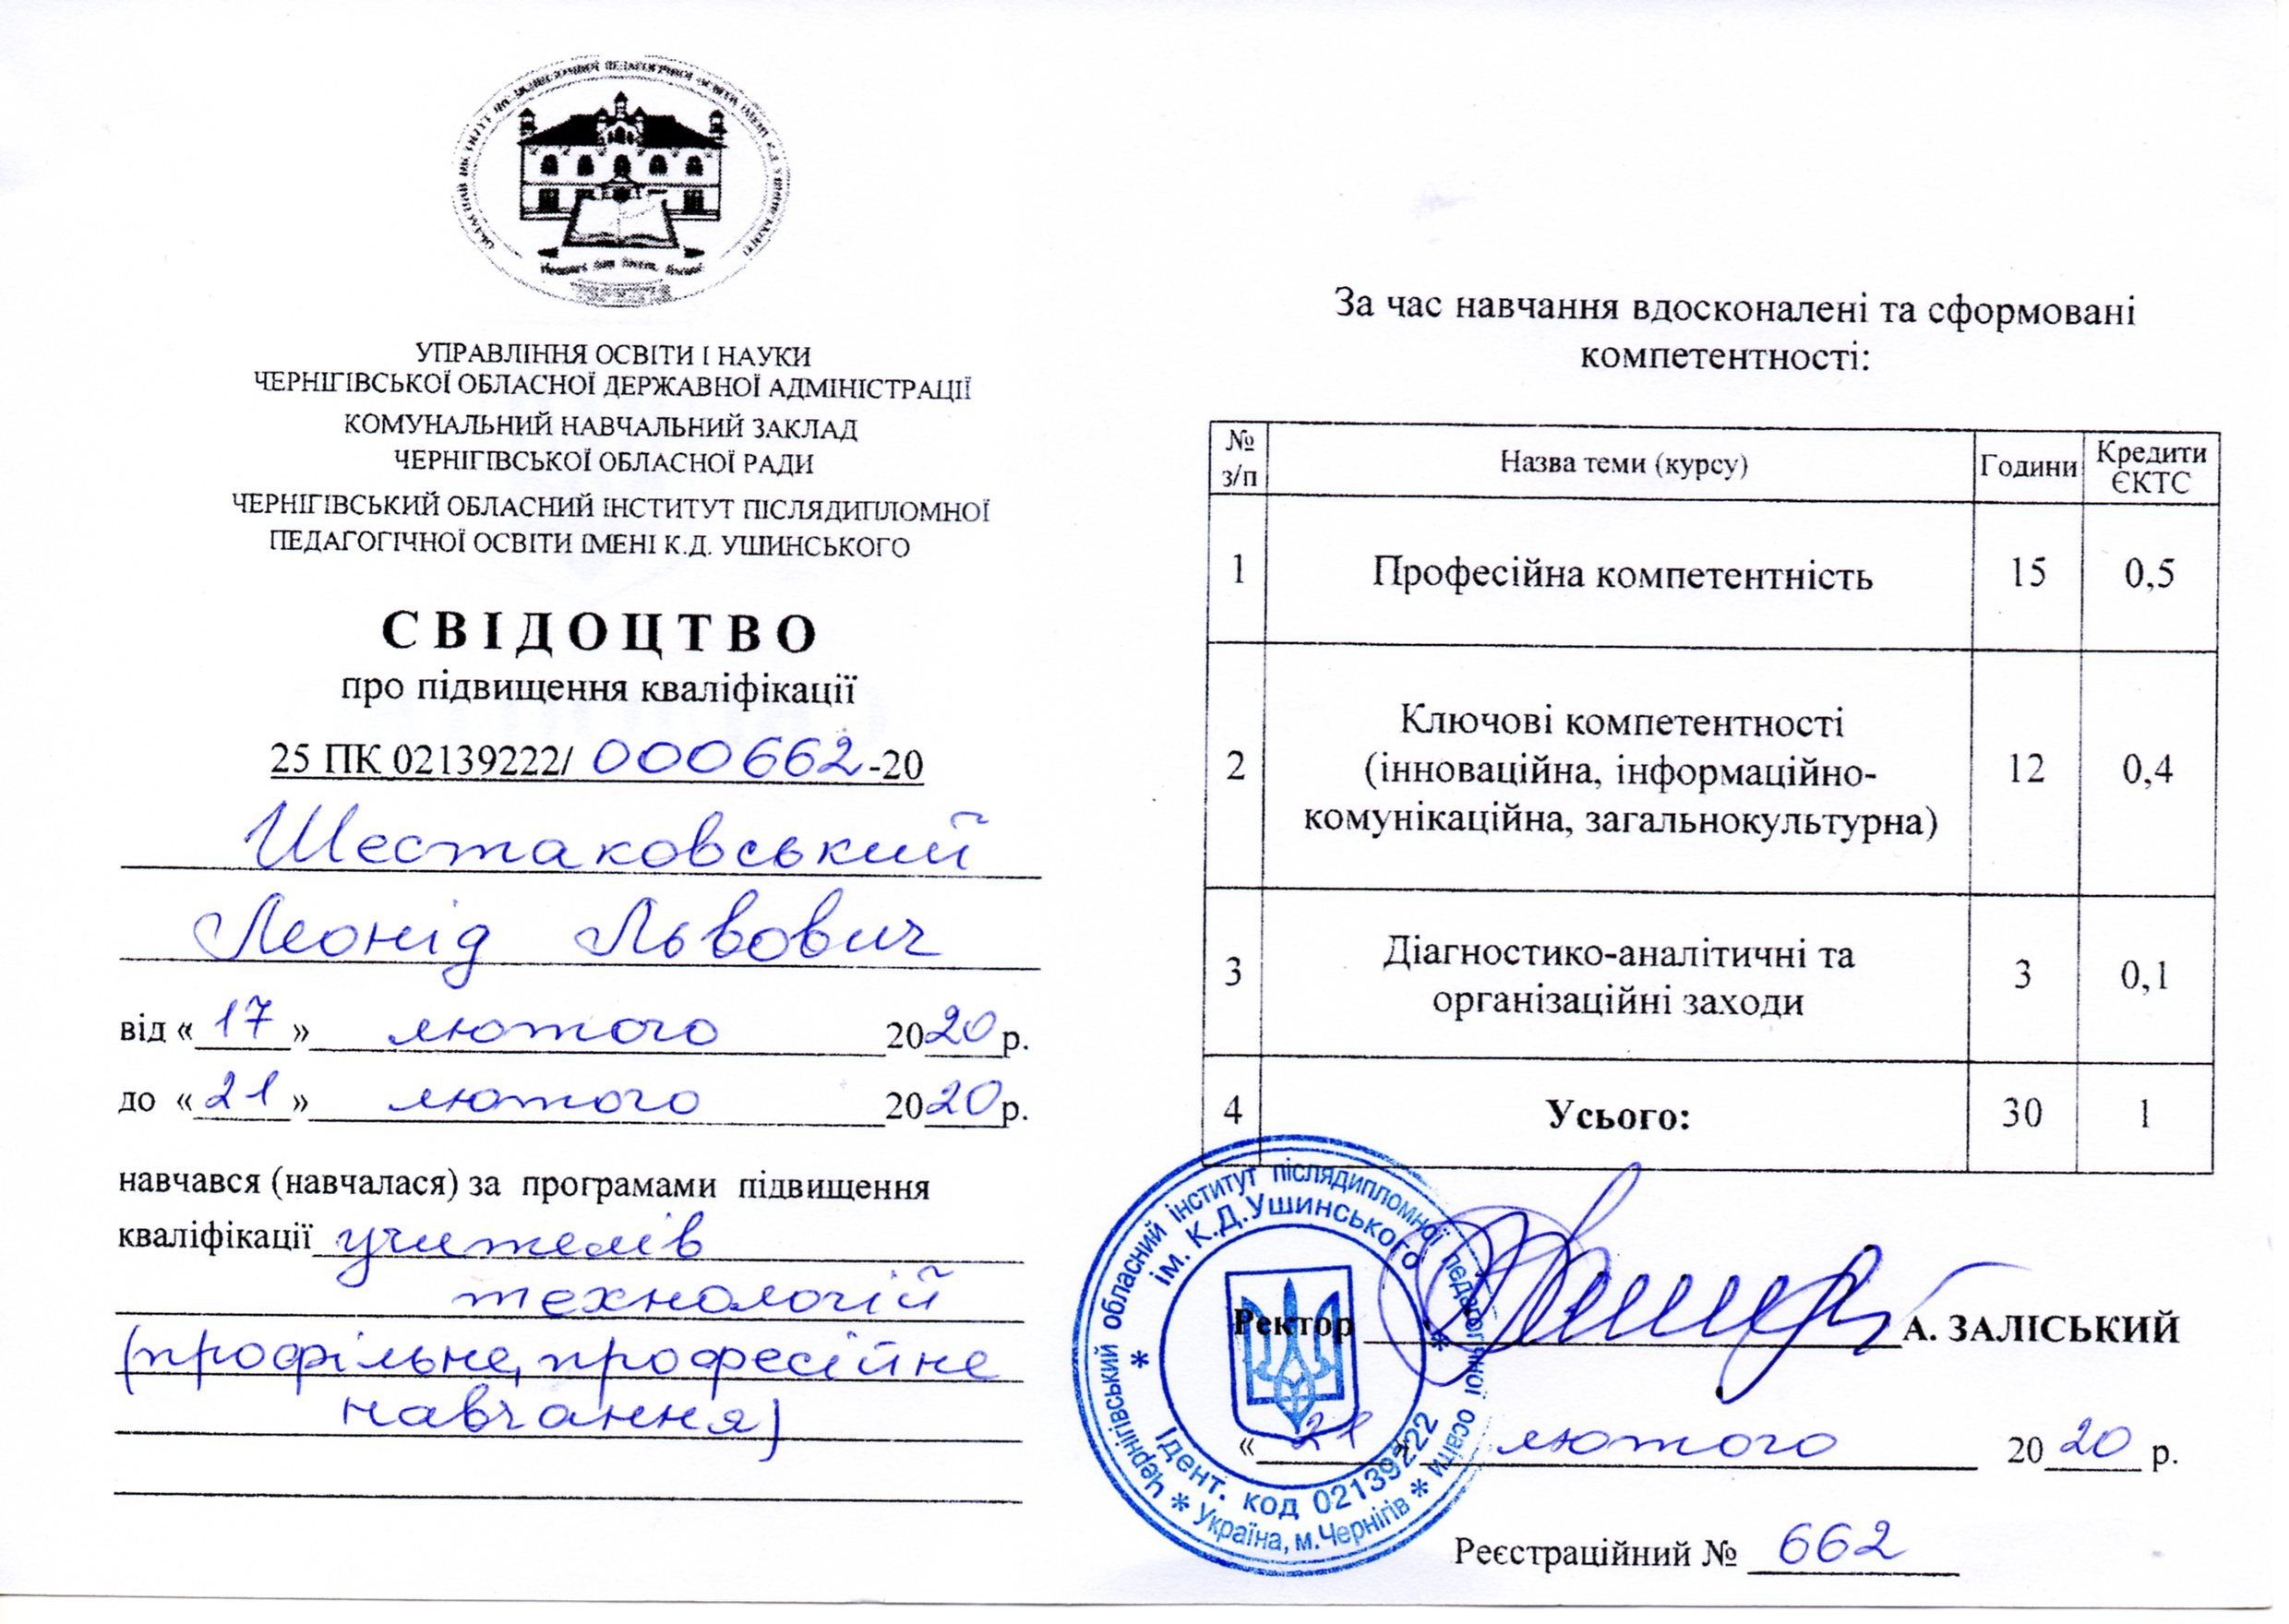 УПРАВЛІННЯ ОСВІТИ І НАУКИ
ЧЕРНІГІВСЬКОЇ ОБЛАСНОЇ ДЕРЖАВНОЇ АДМІНІСТРАЦІЇ
КОМУНАЛЬНИЙ НАВЧАЛЬНИЙ ЗАКЛАД
ЧЕРНІГІВСЬКОЇ ОБЛАСНОЇ РАДИ
ЧЕРНІГІВСЬКИЙ ОБЛАСНИЙ ІНСТИТУТ ПІСЛЯДИПЛОМНОЇ
ПЕДАГОГІЧНОЇ ОСВІТИ ІМЕНІ К.Д. УШИНСЬКОГО
СВІДОЦТВО
про підвищення кваліфікації
25 ПК 02139222/ 000662-20
Шестаковський
Леонід Львович
від «17» лютого 2020 р.
до «21» лютого 2020 р.
навчався (навчалася) за програмами підвищення
кваліфікації учителів
технологій
(профільне, професійне
навчання)
За час навчання вдосконалені та сформовані
компетентності:
№ з/п Назва теми (курсу) Години Кредити ЄКТС
1 Професійна компетентність 15 0,5
2 Ключові компетентності 12 0,4
(інноваційна, інформаційно-
комунікаційна, загальнокультурна)
3 Діагностико-аналітичні та 3 0,1
організаційні заходи
4 Усього: 30 1
Ректор А. ЗАЛІСЬКИЙ
«21» лютого 2020 р.
Реєстраційний № 662
Чернігівський обласний інститут післядипломної педагогічної освіти
ім. К.Д.Ушинського
Ідент. код 02139222
* Україна, м.Чернігів *